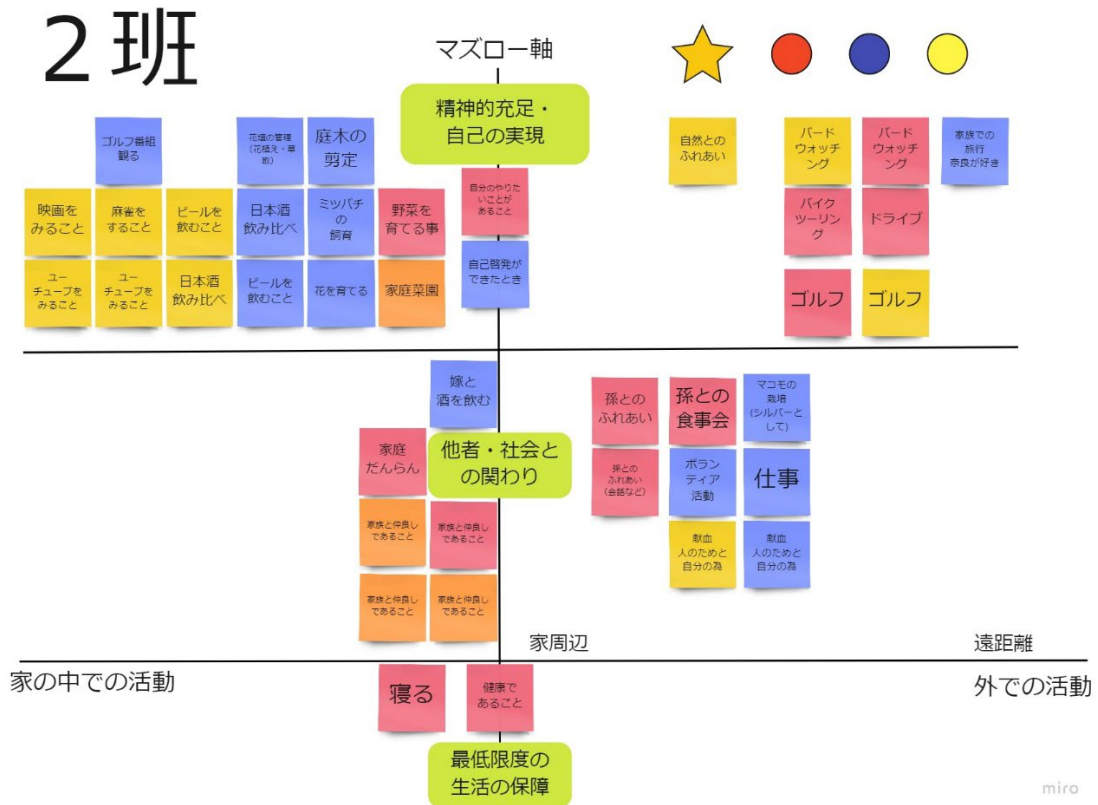 2班
マズロー軸
精神的充足・
自己の実現
ゴルフ番組
観る
花壇の管理
(花植え・草
取)
庭木の
剪定
自然との
ふれあい
バード
ウォッチ
ング
バード
ウォッチ
ング
家族での
旅行
奈良が好き
映画を
みること
麻雀を
すること
ビールを
飲むこと
日本酒
飲み比べ
ミツバチ
の
飼育
野菜を
育てる事
自分のやりた
いことが
あること
バイク
ツーリン
グ
ドライブ
ユー
チューブを
みること
ユー
チューブを
みること
日本酒
飲み比べ
ビールを
飲むこと
花を育てる
家庭菜園
自己啓発が
できたとき
ゴルフ
ゴルフ
嫁と
酒を飲む
孫との
ふれあい
孫との
食事会
マコモの
栽培
(シルバーと
して)
家庭
だんらん
他者・社会と
の関わり
孫との
ふれあい
(会話など)
ボラン
ティア
活動
仕事
家族と仲良し
であること
家族と仲良し
であること
献血
人のためと
自分の為
献血
人のためと
自分の為
家族と仲良し
であること
家族と仲良し
であること
家周辺
遠距離
家の中での活動
外での活動
寝る
健康で
あること
最低限度の
生活の保障
miro